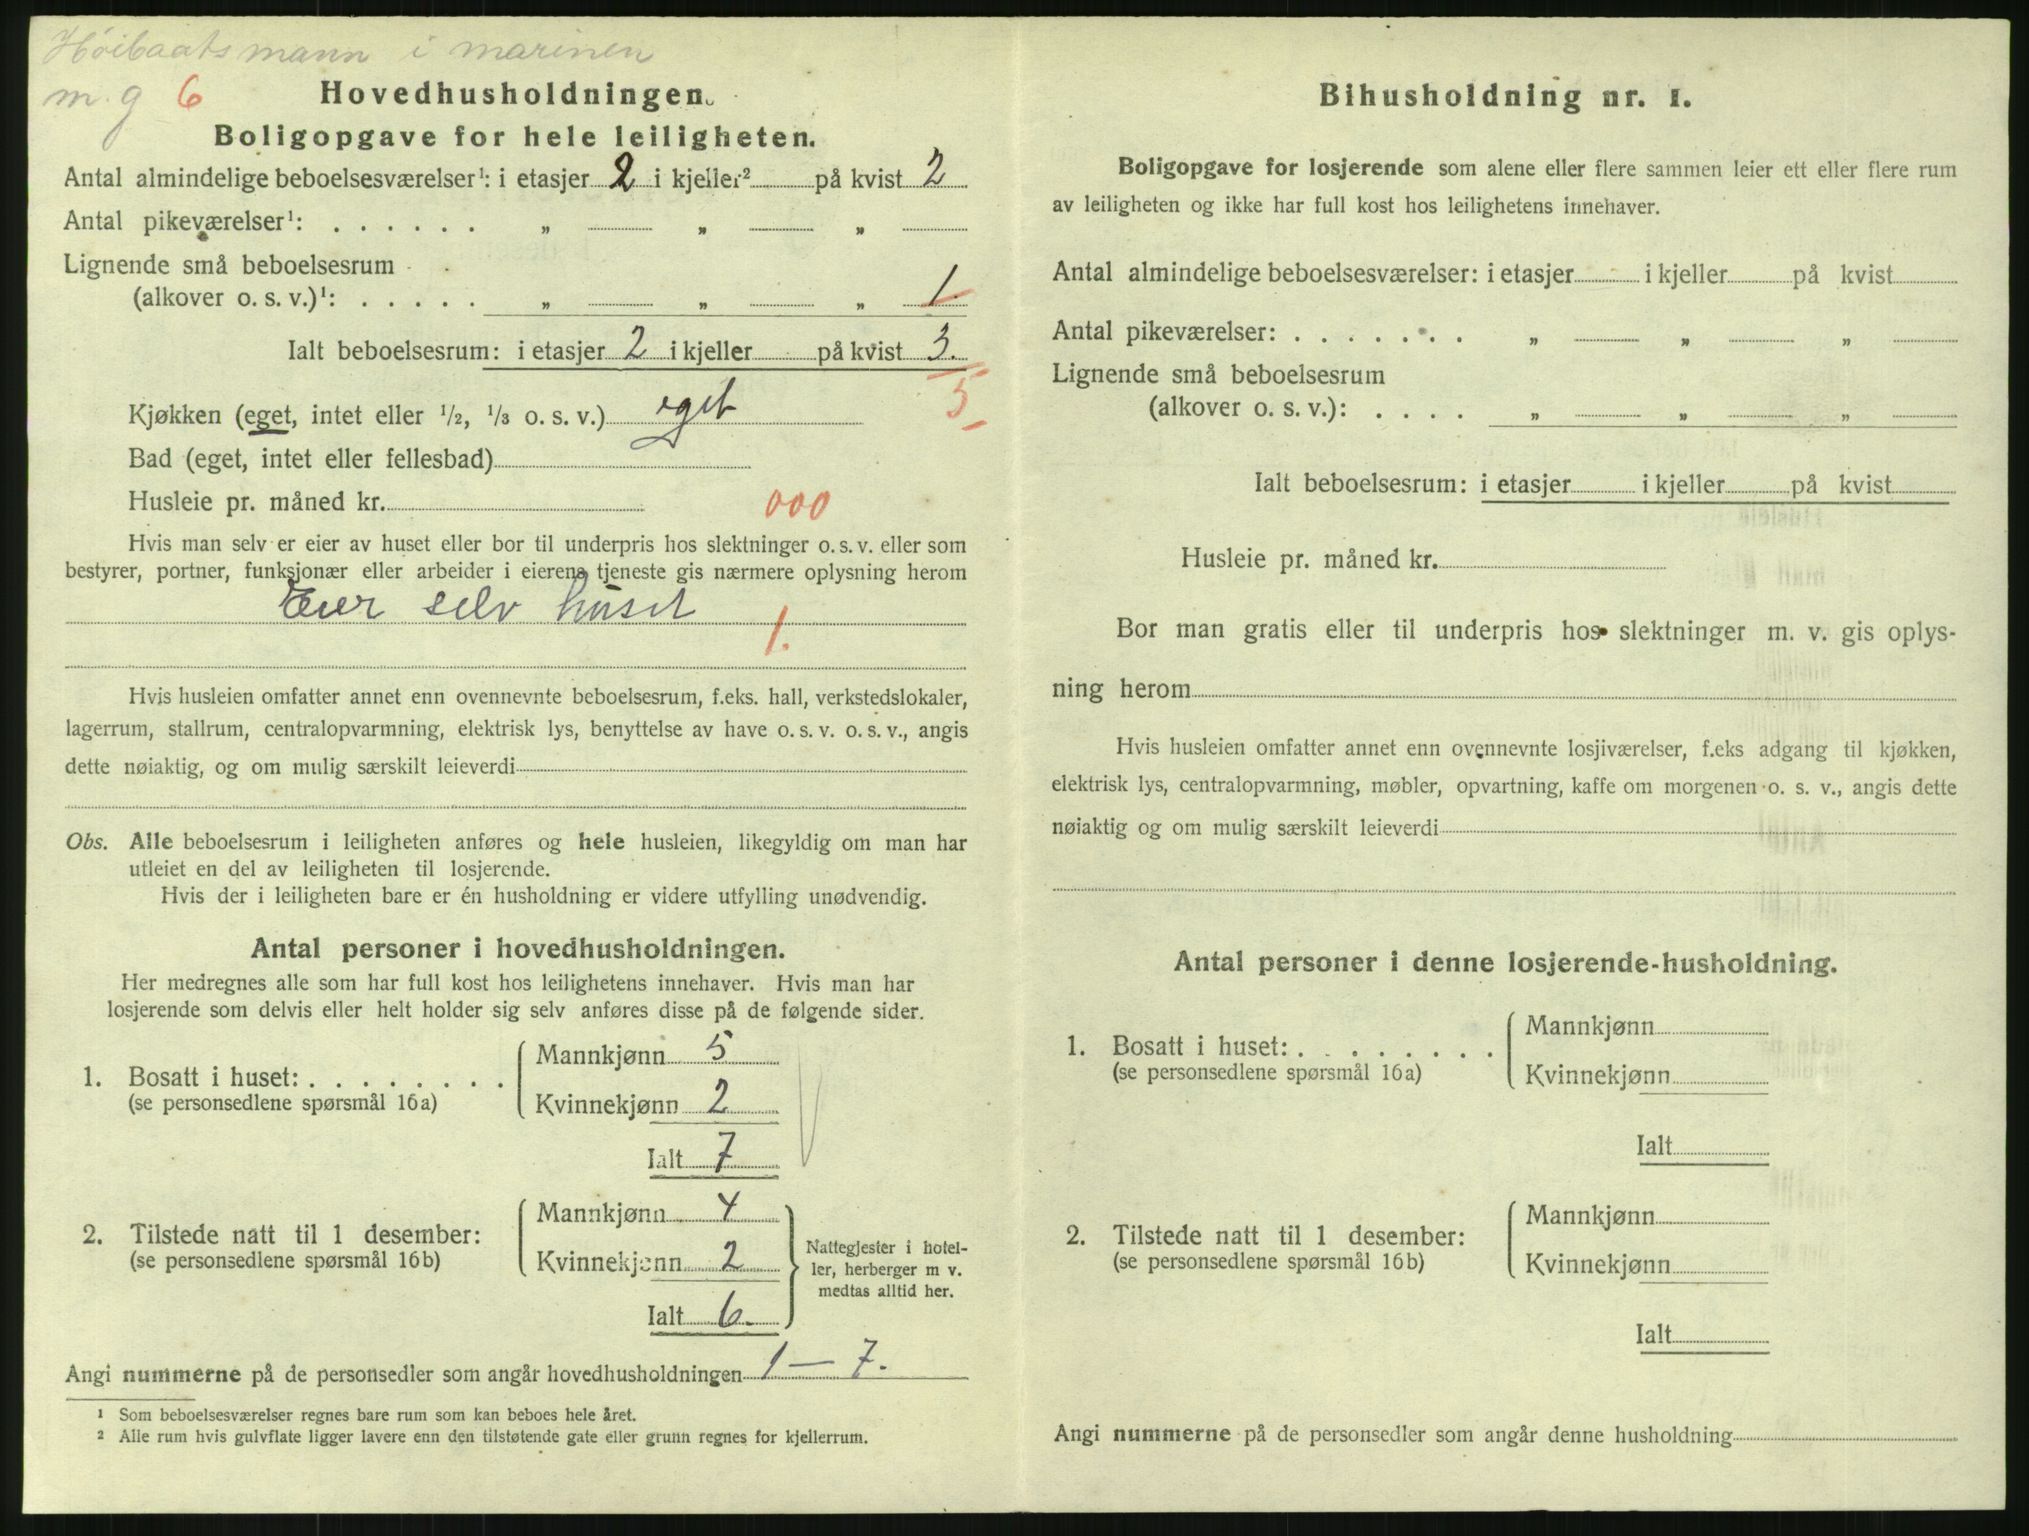 Høibaatsmann i marinen
m. g 6
Hovedhusholdningen.
Boligopgave for hele leiligheten.
Antal almindelige beboelsesværelser¹: i etasjer 2 i kjeller² på kvist 2
Antal pikeværelser¹: . . . . . . „ „ „
Lignende små beboelsesrum
(alkover o. s. v.)¹: . . . . . „ „ „ 1.
Ialt beboelsesrum: i etasjer 2 i kjeller på kvist 3.
5
Kjøkken (eget, intet eller 1/2, 1/3 o. s. v.) eget
Bad (eget, intet eller fellesbad)
Husleie pr. måned kr. 000
Hvis man selv er eier av huset eller bor til underpris hos slektninger o. s. v. eller som
bestyrer, portner, funksjonær eller arbeider i eierens tjeneste gis nærmere oplysning herom
Eier selv huset
1.
Hvis husleien omfatter annet enn ovennevnte beboelsesrum, f.eks. hall, verkstedslokaler,
lagerrum, stallrum, centralopvarmning, elektrisk lys, benyttelse av have o. s. v. o. s. v., angis
dette nøiaktig, og om mulig særskilt leieverdi
Obs. Alle beboelsesrum i leiligheten anføres og hele husleien, likegyldig om man har
utleiet en del av leiligheten til losjerende.
Hvis der i leiligheten bare er én husholdning er videre utfylling unødvendig.
Antal personer i hovedhusholdningen.
Her medregnes alle som har full kost hos leilighetens innehaver. Hvis man har
losjerende som delvis eller helt holder sig selv anføres disse på de følgende sider.
Mannkjønn 5
1. Bosatt i huset: . . . . . . . .
(se personsedlene spørsmål 16a)
Kvinnekjønn 2
Ialt 7
Mannkjønn 4
2. Tilstede natt til 1 desember:
(se personsedlene spørsmål 16b)
Kvinnekjønn 2
Ialt 6.
Nattegjester i hotel-
ler, herberger m v.
medtas alltid her.
Angi nummerne på de personsedler som angår hovedhusholdningen 1 — 7.
¹ Som beboelsesværelser regnes bare rum som kan beboes hele året.
² Alle rum hvis gulvflate ligger lavere enn den tilstøtende gate eller grunn regnes for kjellerrum.
Bihusholdning nr. 1.
Boligopgave for losjerende som alene eller flere sammen leier ett eller flere rum
av leiligheten og ikke har full kost hos leilighetens innehaver.
Antal almindelige beboelsesværelser: i etasjer i kjeller på kvist
Antal pikeværelser: . . . . . . . „ „ „
Lignende små beboelsesrum
(alkover o. s. v.): . . . . „ „ „
Ialt beboelsesrum: i etasjer i kjeller på kvist
Husleie pr. måned kr.
Bor man gratis eller til underpris hos slektninger m. v. gis oplys-
ning herom
Hvis husleien omfatter annet enn ovennevnte losjiværelser, f.eks adgang til kjøkken,
elektrisk lys, centralopvarmning, møbler, opvartning, kaffe om morgenen o. s. v., angis dette
nøiaktig og om mulig særskilt leieverdi
Antal personer i denne losjerende-husholdning.
Mannkjønn
1. Bosatt i huset: . . . . . . . .
(se personsedlene spørsmål 16a)
Kvinnekjønn
Ialt
Mannkjønn
2. Tilstede natt til 1 desember:
(se personsedlene spørsmål 16b)
Kvinnekjønn
Ialt
Angi nummerne på de personsedler som angår denne husholdning